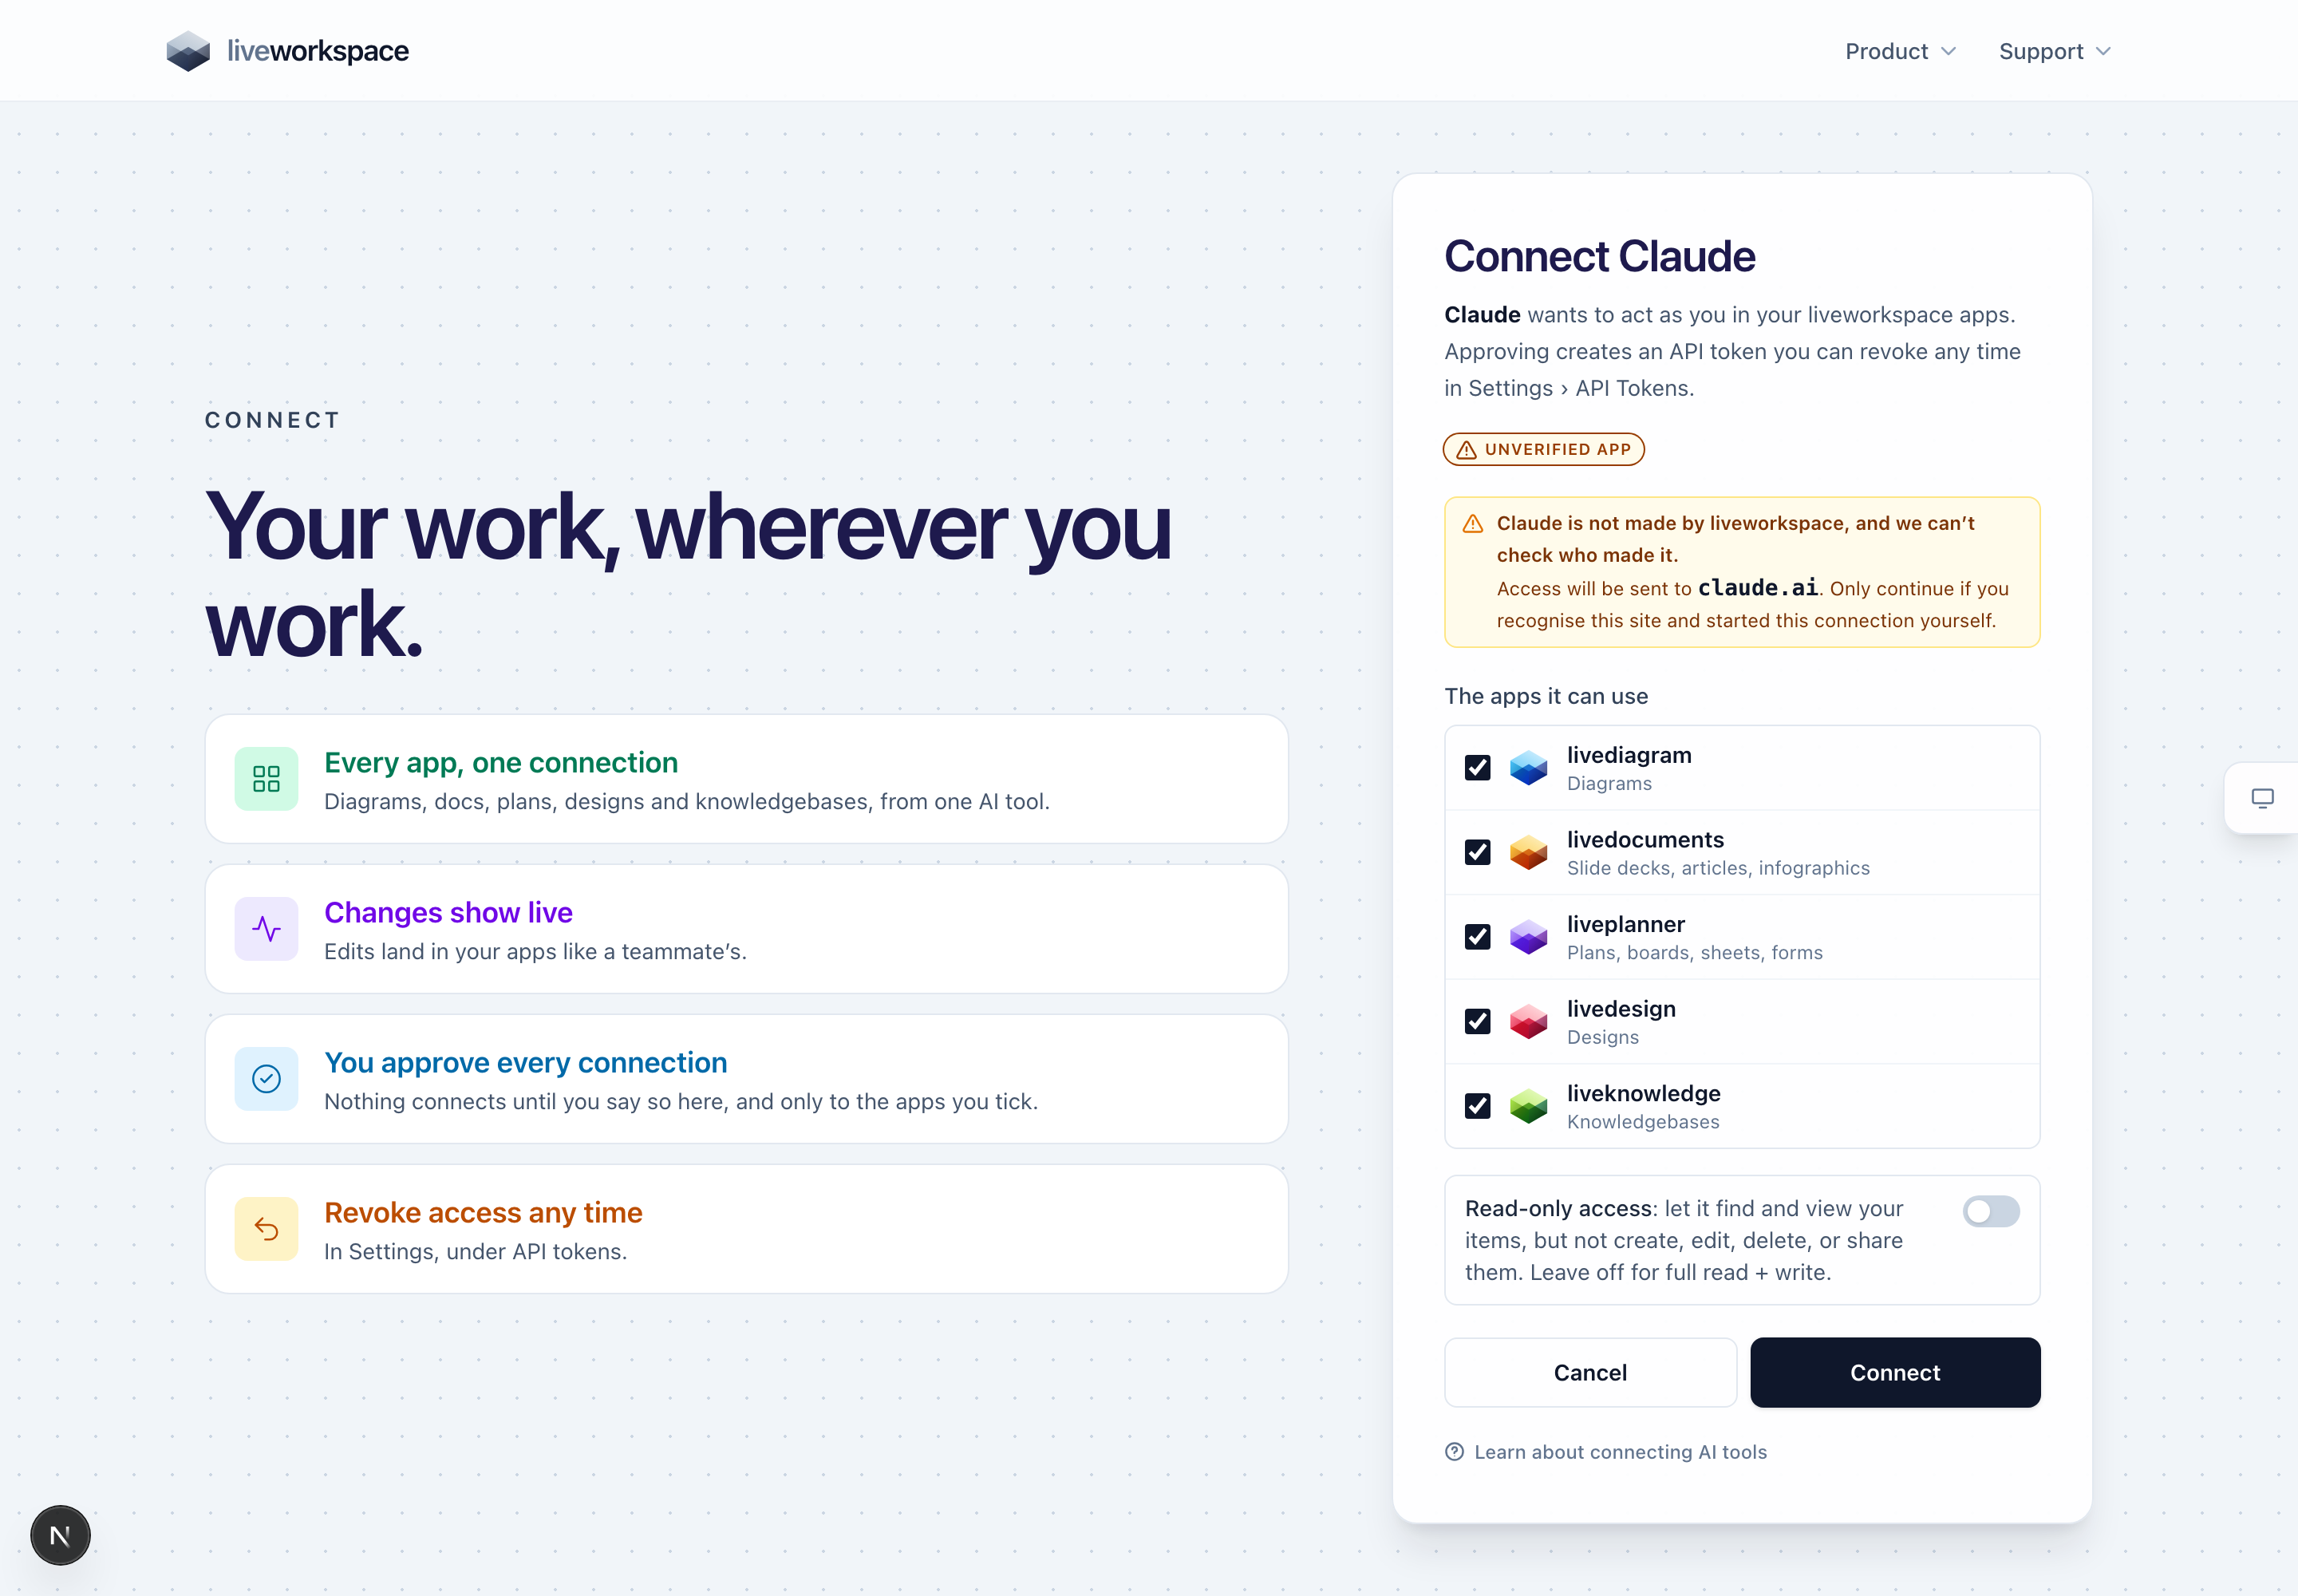 liveworkspace
Product
Support
CONNECT
Your work, wherever you
work.
Every app, one connection
Diagrams, docs, plans, designs and knowledgebases, from one AI tool.
Changes show live
Edits land in your apps like a teammate’s.
You approve every connection
Nothing connects until you say so here, and only to the apps you tick.
Revoke access any time
In Settings, under API tokens.
Connect Claude
Claude wants to act as you in your liveworkspace apps.
Approving creates an API token you can revoke any time
in Settings › API Tokens.
UNVERIFIED APP
Claude is not made by liveworkspace, and we can’t
check who made it.
Access will be sent to claude.ai. Only continue if you
recognise this site and started this connection yourself.
The apps it can use
livediagram
Diagrams
livedocuments
Slide decks, articles, infographics
liveplanner
Plans, boards, sheets, forms
livedesign
Designs
liveknowledge
Knowledgebases
Read-only access: let it find and view your
items, but not create, edit, delete, or share
them. Leave off for full read + write.
Cancel
Connect
Learn about connecting AI tools
N